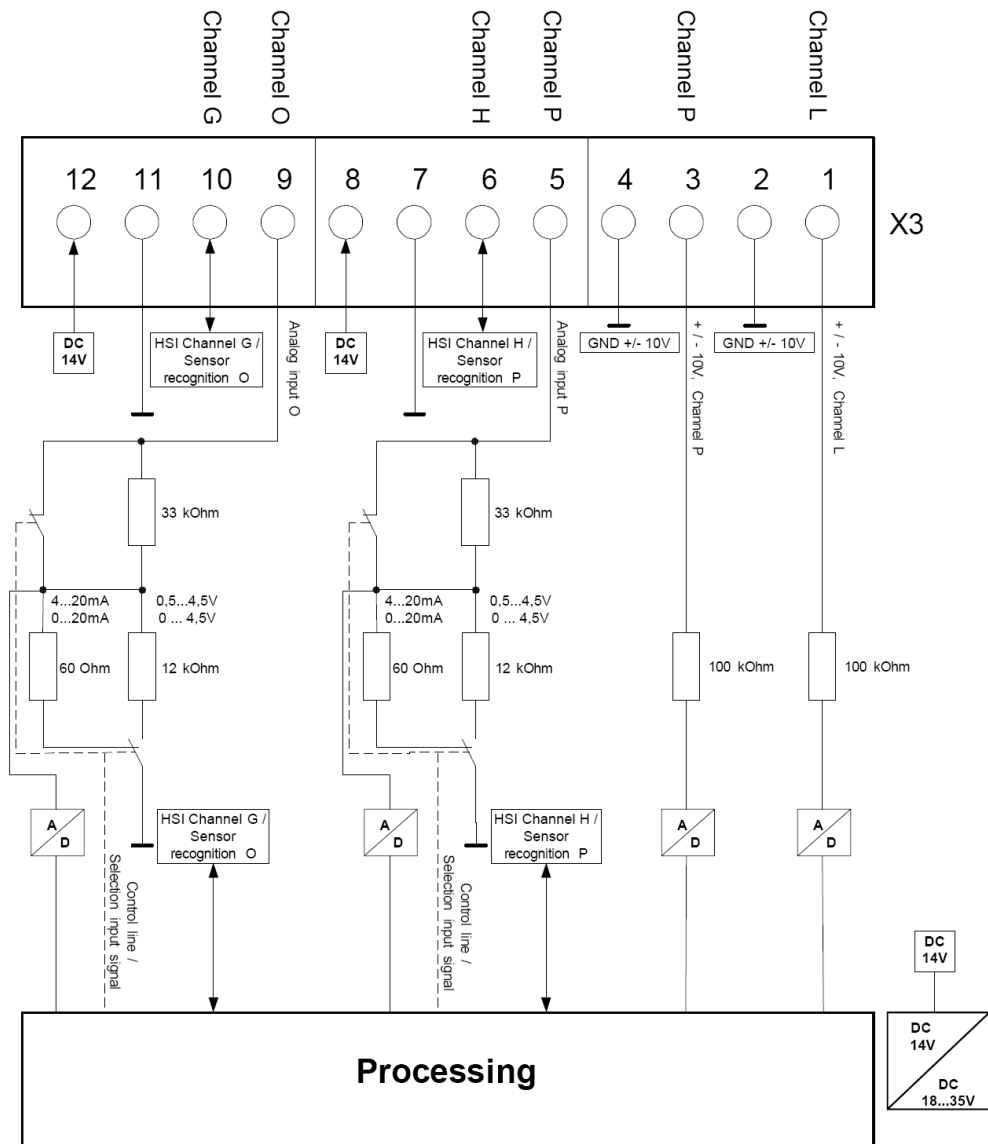 Channel G
Channel O
Channel H
Channel P
Channel P
Channel L
12 11 10 9 8 7 6 5 4 3 2 1
X3
DC
14V
HSI Channel G /
Sensor
recognition O
Analog input O
DC
14V
HSI Channel H /
Sensor
recognition P
Analog input P
GND +/- 10V
+ / - 10V, Channel P
GND +/- 10V
+ / - 10V, Channel L
33 kOhm
33 kOhm
4...20mA
0...20mA
0,5...4,5V
0 ... 4,5V
4...20mA
0...20mA
0,5...4,5V
0 ... 4,5V
60 Ohm
12 kOhm
60 Ohm
12 kOhm
100 kOhm
100 kOhm
A
D
HSI Channel G /
Sensor
recognition O
A
D
HSI Channel H /
Sensor
recognition P
A
D
A
D
Control line /
Selection input signal
Control line /
Selection input signal
DC
14V
DC
14V
DC
18...35V
Processing